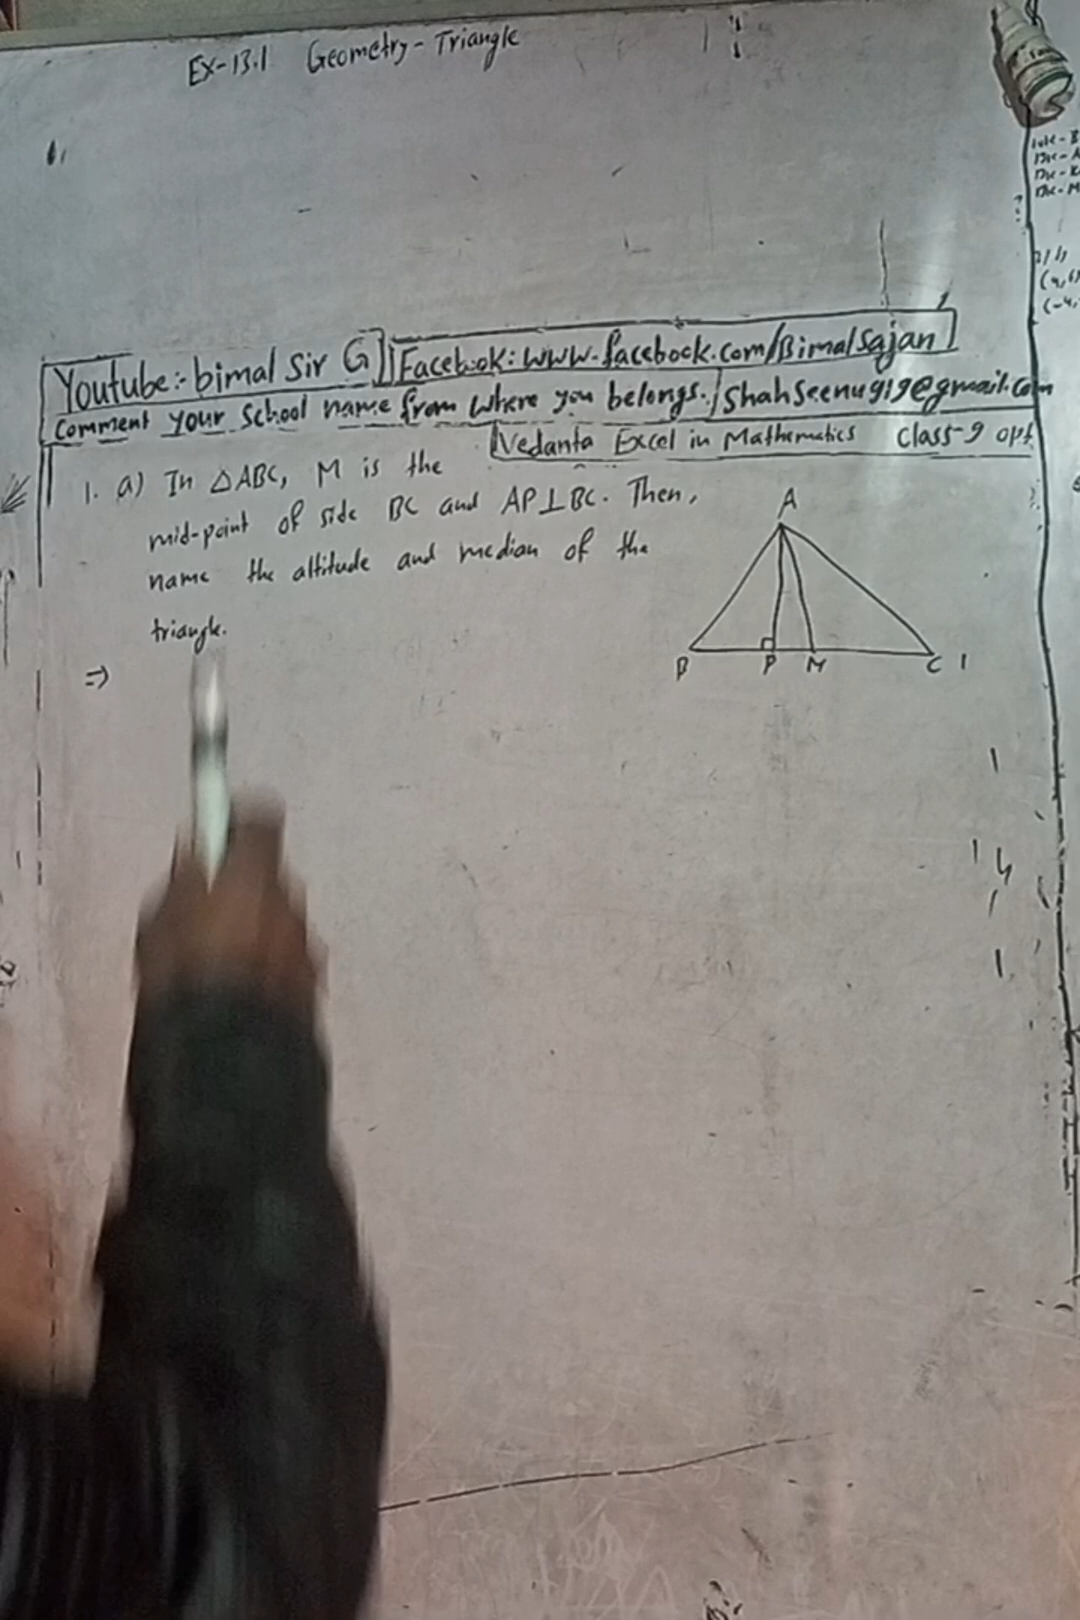 Ex-13.1 Geometry - Triangle
Youtube:- bimal Sir G
Facebook: www.facebook.com/Bimalsajan
Comment your School name from where you belongs. / ShahSeenu919@gmail.com
Vedanta Excel in Mathematics Class-9 opt.
1. a) In △ABC, M is the
mid-point of side BC and AP⊥BC. Then,
name the altitude and median of the
triangle.
=>
A
B P M C